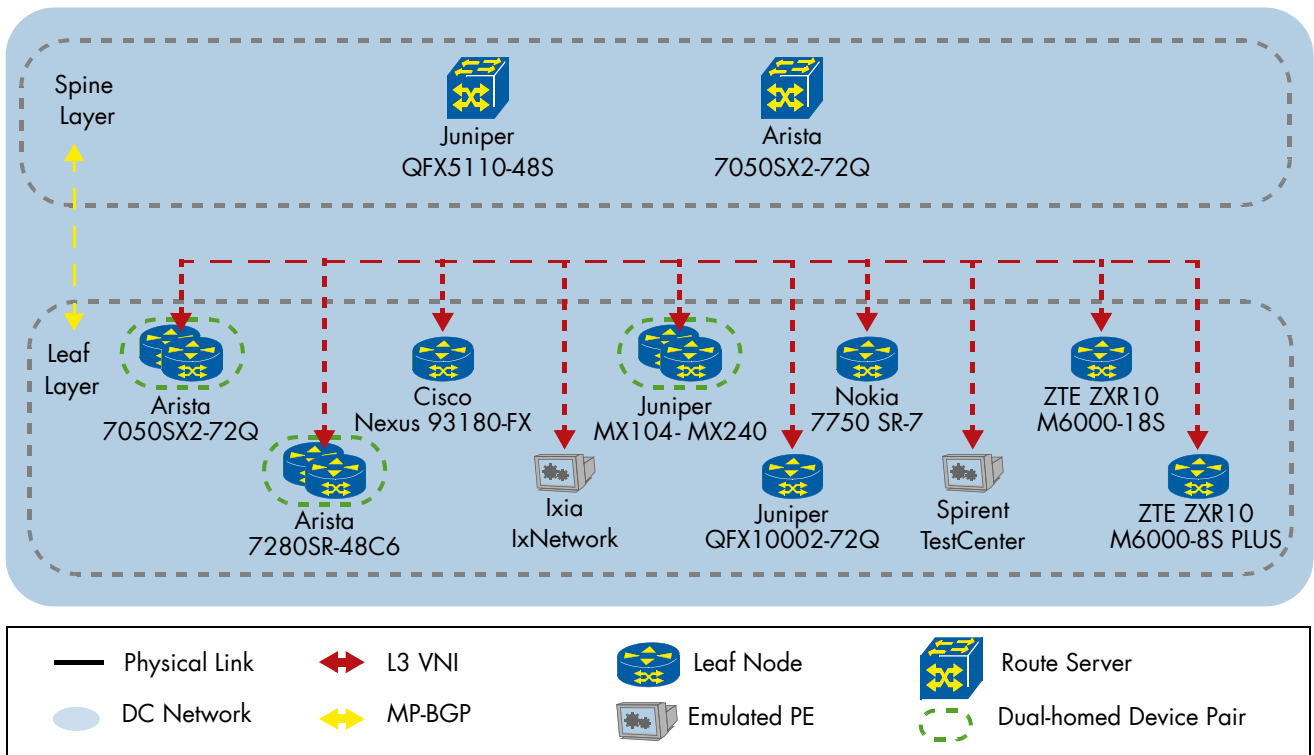 Spine
Layer
Juniper
QFX5110-48S
Arista
7050SX2-72Q
Leaf
Layer
Arista
7050SX2-72Q
Cisco
Nexus 93180-FX
Juniper
MX104- MX240
Nokia
7750 SR-7
ZTE ZXR10
M6000-18S
Arista
7280SR-48C6
Ixia
IxNetwork
Juniper
QFX10002-72Q
Spirent
TestCenter
ZTE ZXR10
M6000-8S PLUS
Physical Link
L3 VNI
Leaf Node
Route Server
DC Network
MP-BGP
Emulated PE
Dual-homed Device Pair